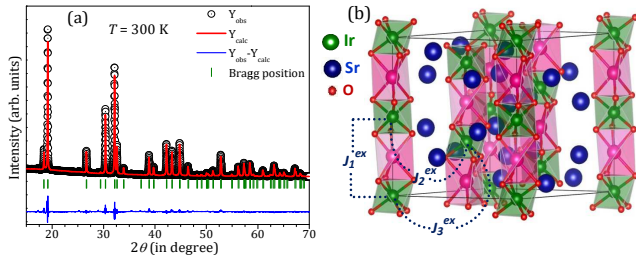 (a)
T = 300 K
Y_obs
Y_calc
Y_obs-Y_calc
Bragg position
Intensity (arb. units)
20 30 40 50 60 70
2θ (in degree)
(b)
Ir
Sr
O
J_1^ex
J_2^ex
J_3^ex